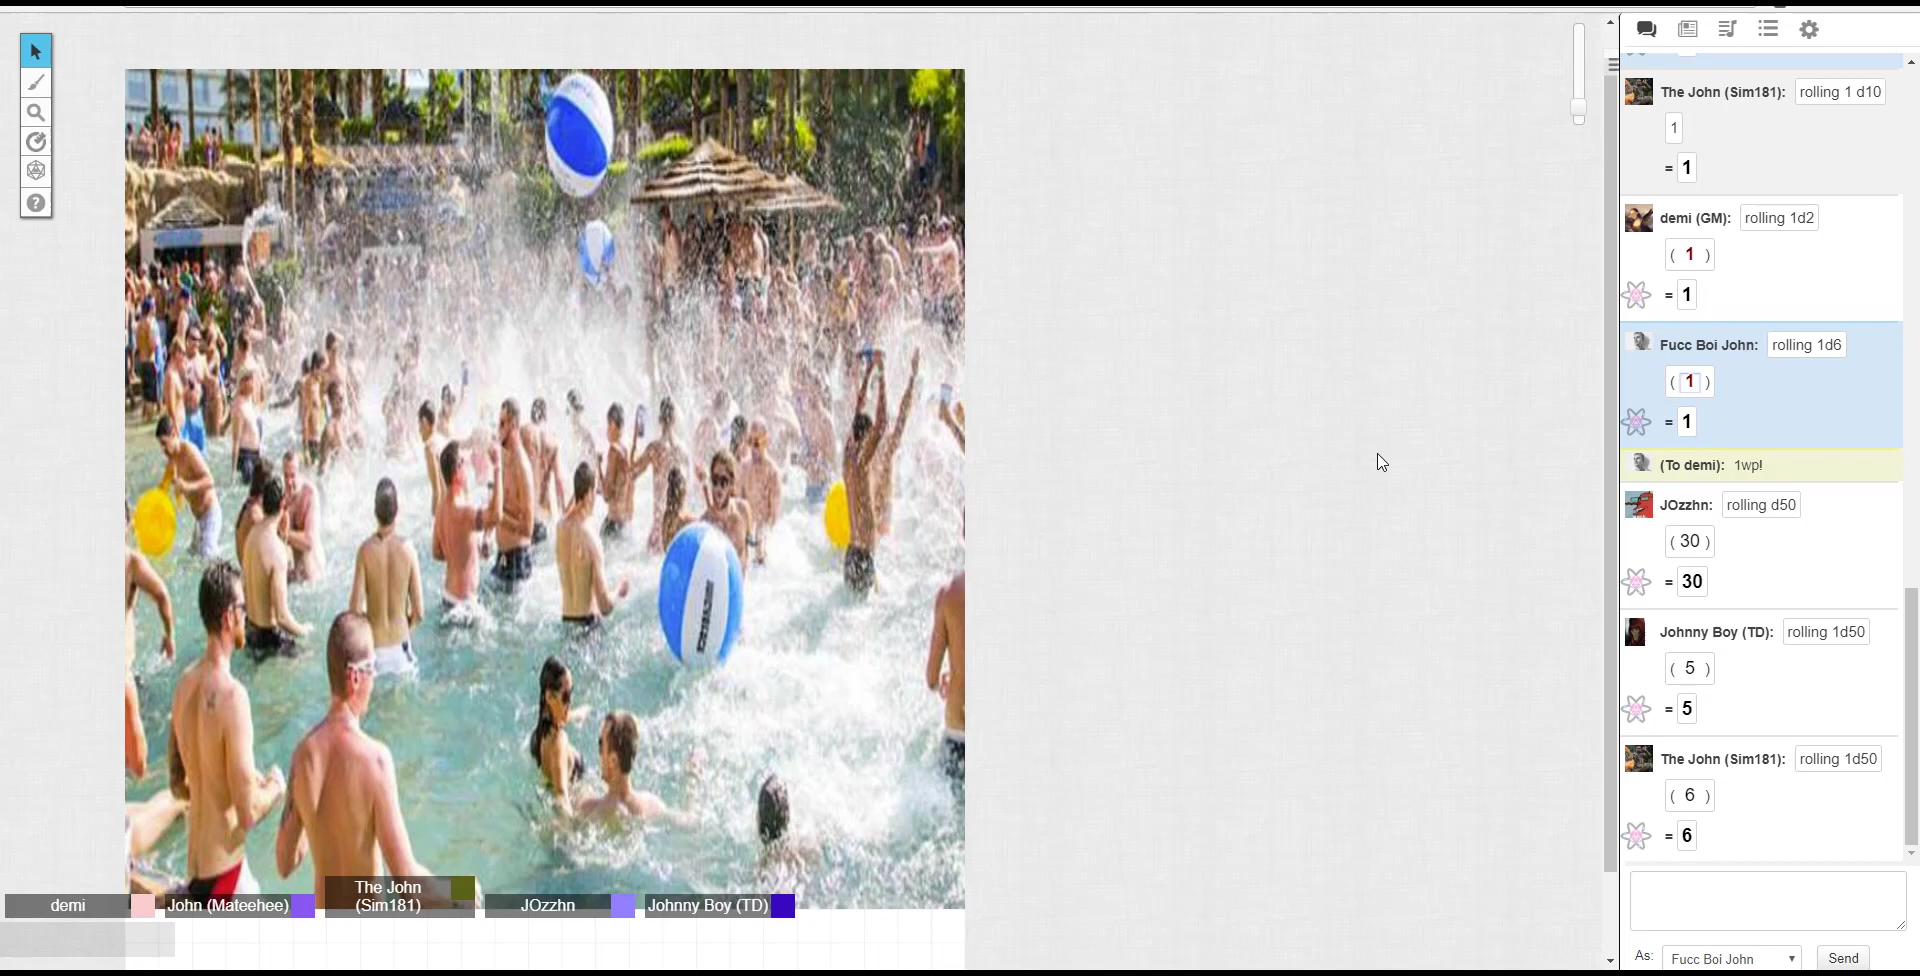 The John (Sim181): rolling 1 d10
1
= 1
demi (GM): rolling 1d2
( 1 )
= 1
Fucc Boi John: rolling 1d6
( 1 )
= 1
(To demi): 1wp!
JOzzhn: rolling d50
( 30 )
= 30
Johnny Boy (TD): rolling 1d50
( 5 )
= 5
The John (Sim181): rolling 1d50
( 6 )
= 6
demi
John (Mateehee)
The John
(Sim181)
JOzzhn
Johnny Boy (TD)
As: Fucc Boi John Send